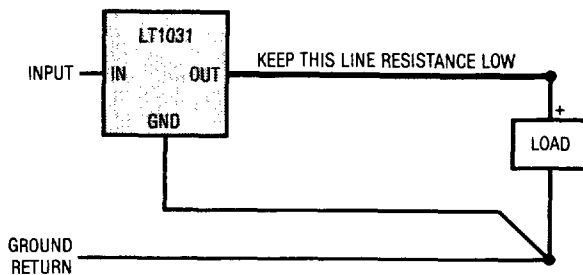 LT1031
INPUT
IN
OUT
KEEP THIS LINE RESISTANCE LOW
GND
+
LOAD
GROUND
RETURN